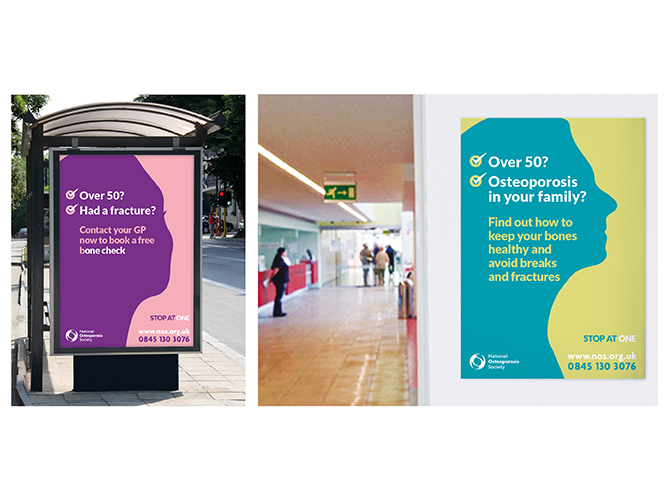 Over 50?
Had a fracture?
Contact your GP
now to book a free
bone check
STOP AT ONE
www.nos.org.uk
0845 130 3076
National
Osteoporosis
Society
Over 50?
Osteoporosis
in your family?
Find out how to
keep your bones
healthy and
avoid breaks
and fractures
STOP AT ONE
www.nos.org.uk
0845 130 3076
National
Osteoporosis
Society